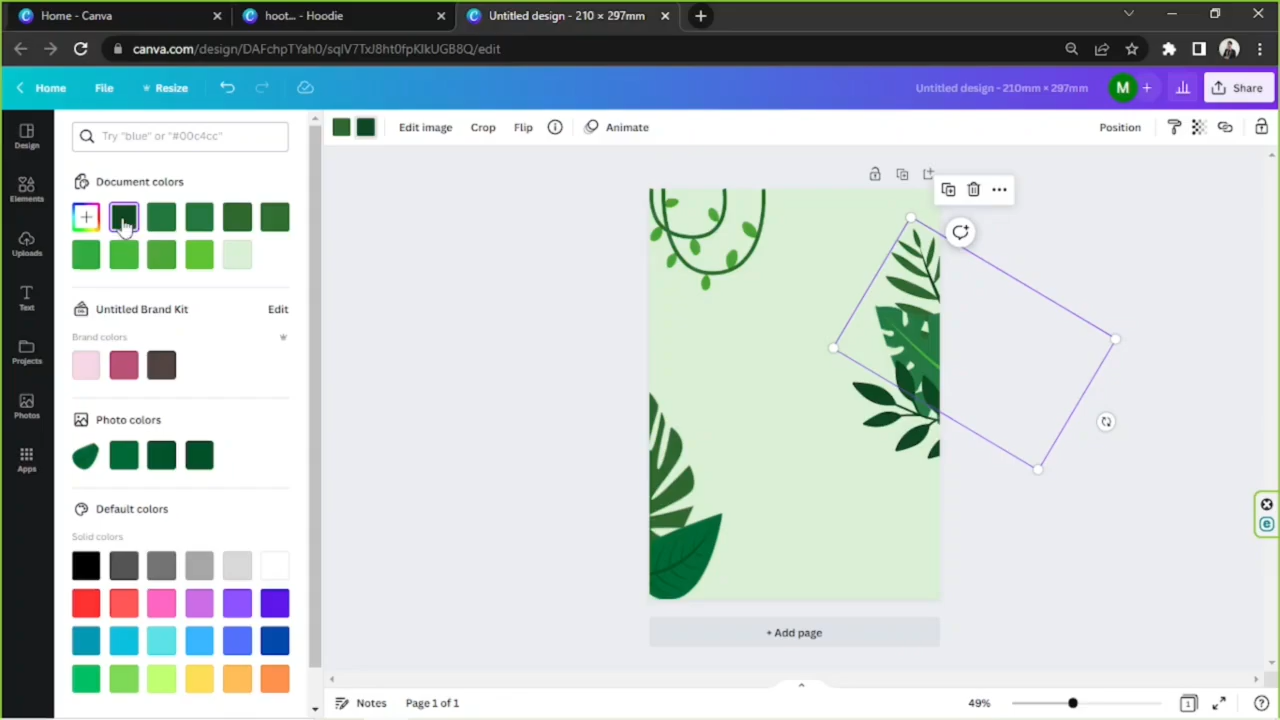 Home - Canva
hoot... - Hoodie
Untitled design - 210 × 297mm
canva.com/design/DAFchpTYah0/sqlV7TxJ8ht0fpKIkUGB8Q/edit
Home
File
Resize
Untitled design - 210mm × 297mm
M
Share
Design
Elements
Uploads
Text
Projects
Photos
Apps
Try "blue" or "#00c4cc"
Document colors
Untitled Brand Kit
Edit
Brand colors
Photo colors
Default colors
Solid colors
Edit image
Crop
Flip
Animate
Position
+ Add page
Notes
Page 1 of 1
49%
1